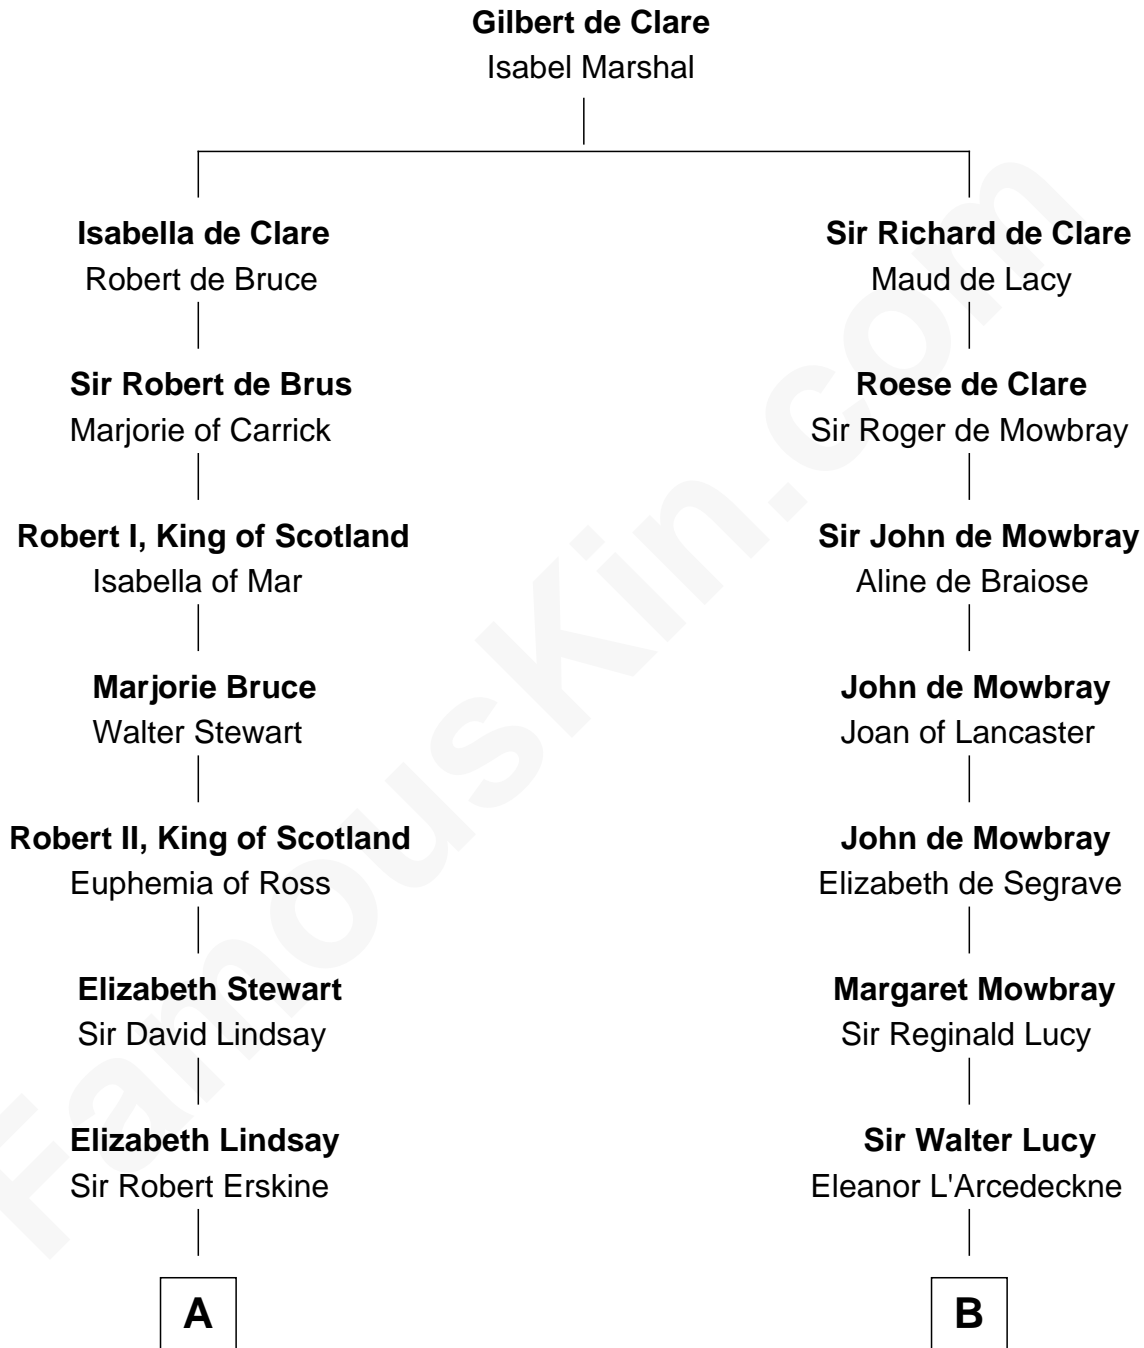 Gilbert de Clare
Isabel Marshal
Isabella de Clare
Robert de Bruce
Sir Richard de Clare
Maud de Lacy
Sir Robert de Brus
Marjorie of Carrick
Roese de Clare
Sir Roger de Mowbray
Robert I, King of Scotland
Isabella of Mar
Sir John de Mowbray
Aline de Braiose
Marjorie Bruce
Walter Stewart
John de Mowbray
Joan of Lancaster
Robert II, King of Scotland
Euphemia of Ross
John de Mowbray
Elizabeth de Segrave
Elizabeth Stewart
Sir David Lindsay
Margaret Mowbray
Sir Reginald Lucy
Elizabeth Lindsay
Sir Robert Erskine
Sir Walter Lucy
Eleanor L'Arcedeckne
A
B
FamousKin.com